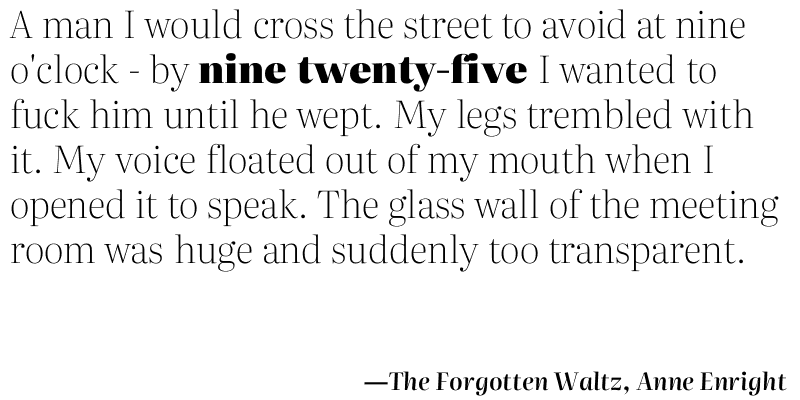 A man I would cross the street to avoid at nine
o'clock - by nine twenty-five I wanted to
fuck him until he wept. My legs trembled with
it. My voice floated out of my mouth when I
opened it to speak. The glass wall of the meeting
room was huge and suddenly too transparent.
—The Forgotten Waltz, Anne Enright